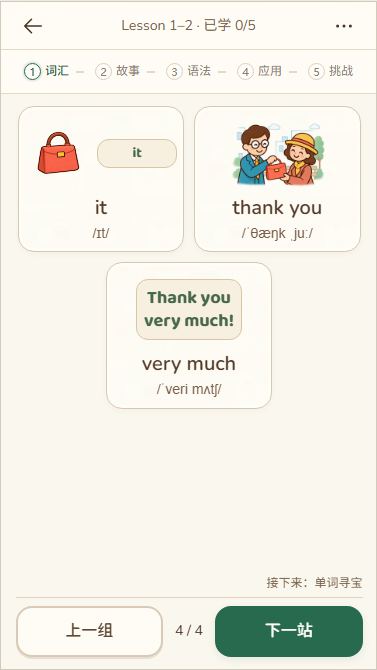 Lesson 1–2 · 已学 0/5
1 词汇 2 故事 3 语法 4 应用 5 挑战
it
it
/ɪt/
thank you
/ˈθæŋk ˌjuː/
Thank you
very much!
very much
/ˈveri mʌtʃ/
接下来：单词寻宝
上一组 4 / 4 下一站